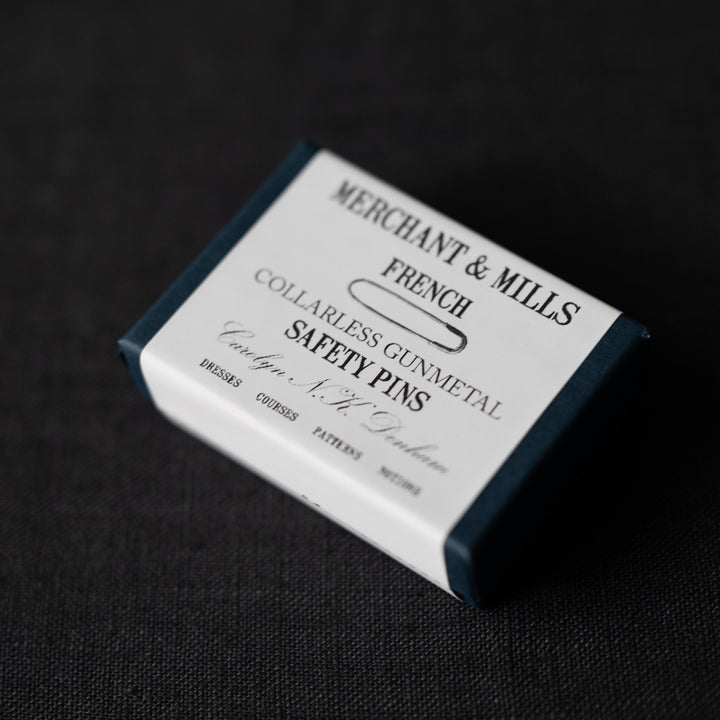 MERCHANT & MILLS
FRENCH
COLLARLESS GUNMETAL
SAFETY PINS
Carolyn N.K. Denham
DRESSES COURSES PATTERNS NOTIONS